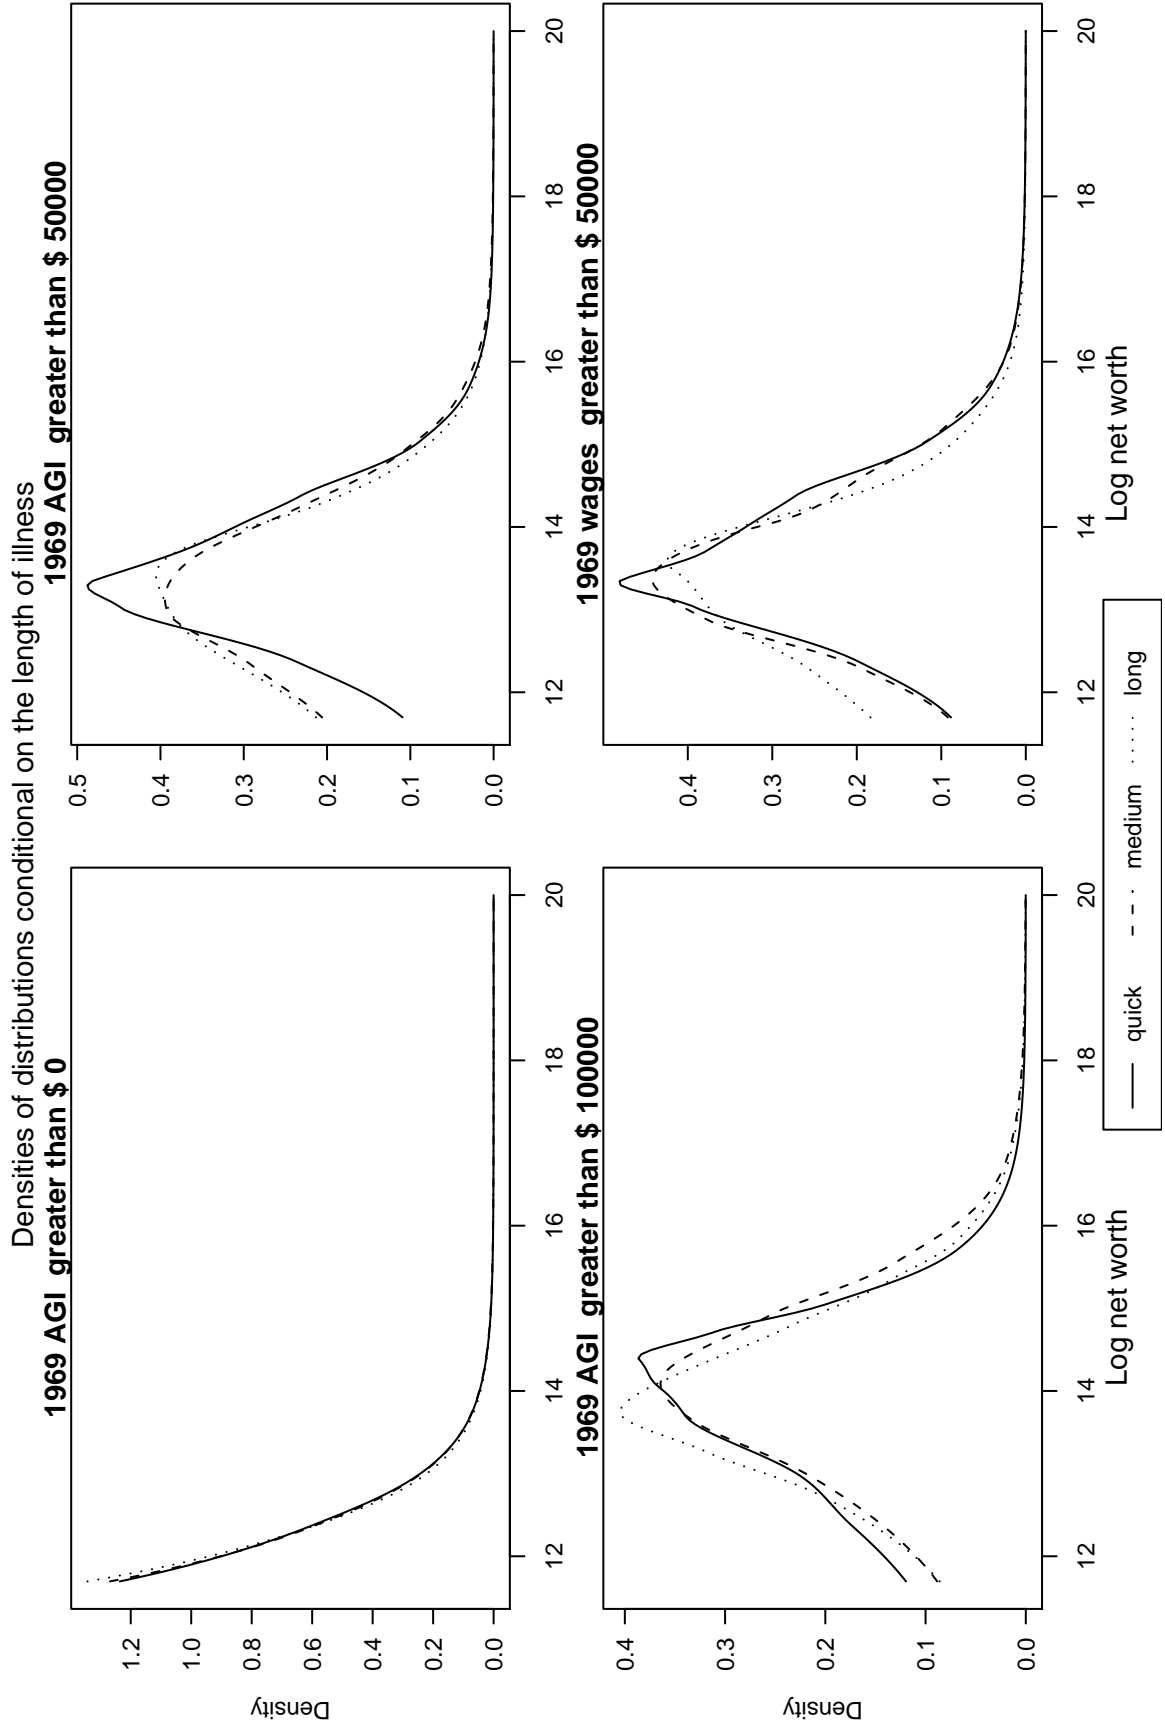 Densities of distributions conditional on the length of illness
1969 AGI  greater than $ 0
Density
0.0 0.2 0.4 0.6 0.8 1.0 1.2
12 14 16 18 20
1969 AGI  greater than $ 50000
0.0 0.1 0.2 0.3 0.4 0.5
12 14 16 18 20
1969 AGI  greater than $ 100000
Density
0.0 0.1 0.2 0.3 0.4
12 14 16 18 20
Log net worth
1969 wages  greater than $ 50000
0.0 0.1 0.2 0.3 0.4
12 14 16 18 20
Log net worth
quick medium long